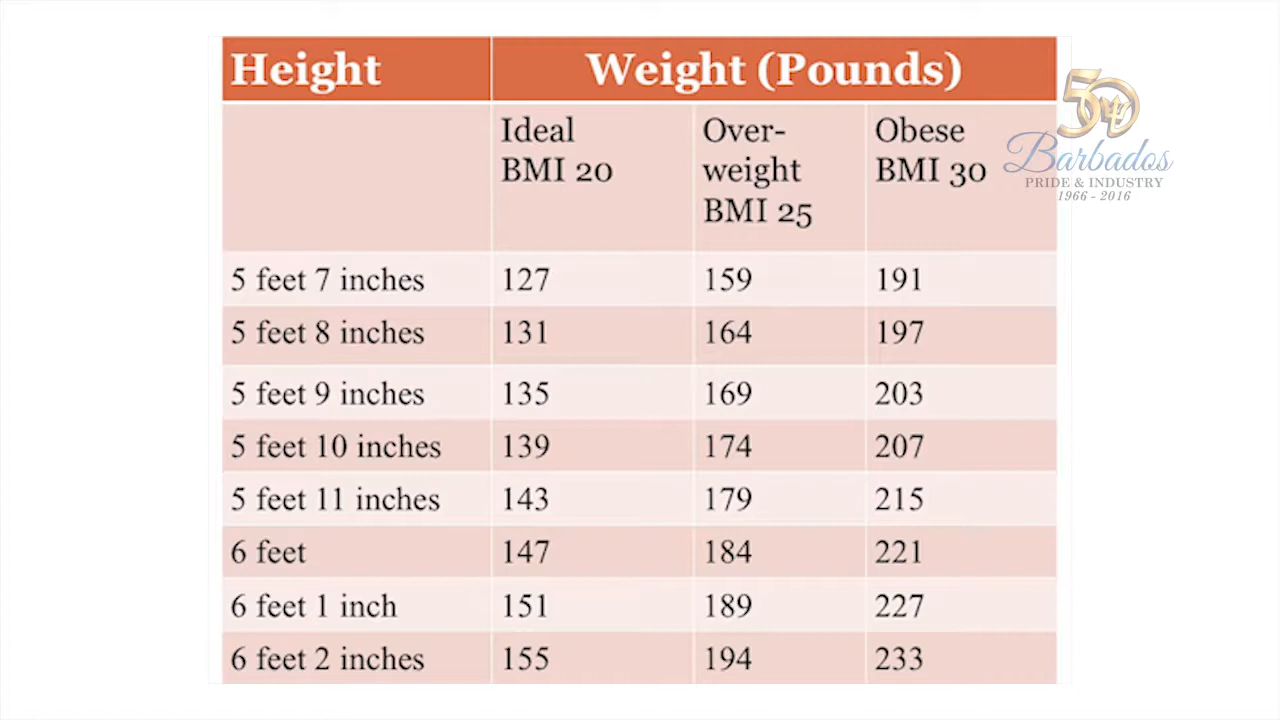 Height Weight (Pounds)
Ideal
BMI 20
Over-
weight
BMI 25
Obese
BMI 30
5 feet 7 inches 127 159 191
5 feet 8 inches 131 164 197
5 feet 9 inches 135 169 203
5 feet 10 inches 139 174 207
5 feet 11 inches 143 179 215
6 feet 147 184 221
6 feet 1 inch 151 189 227
6 feet 2 inches 155 194 233
50
Barbados
PRIDE & INDUSTRY
1966 - 2016